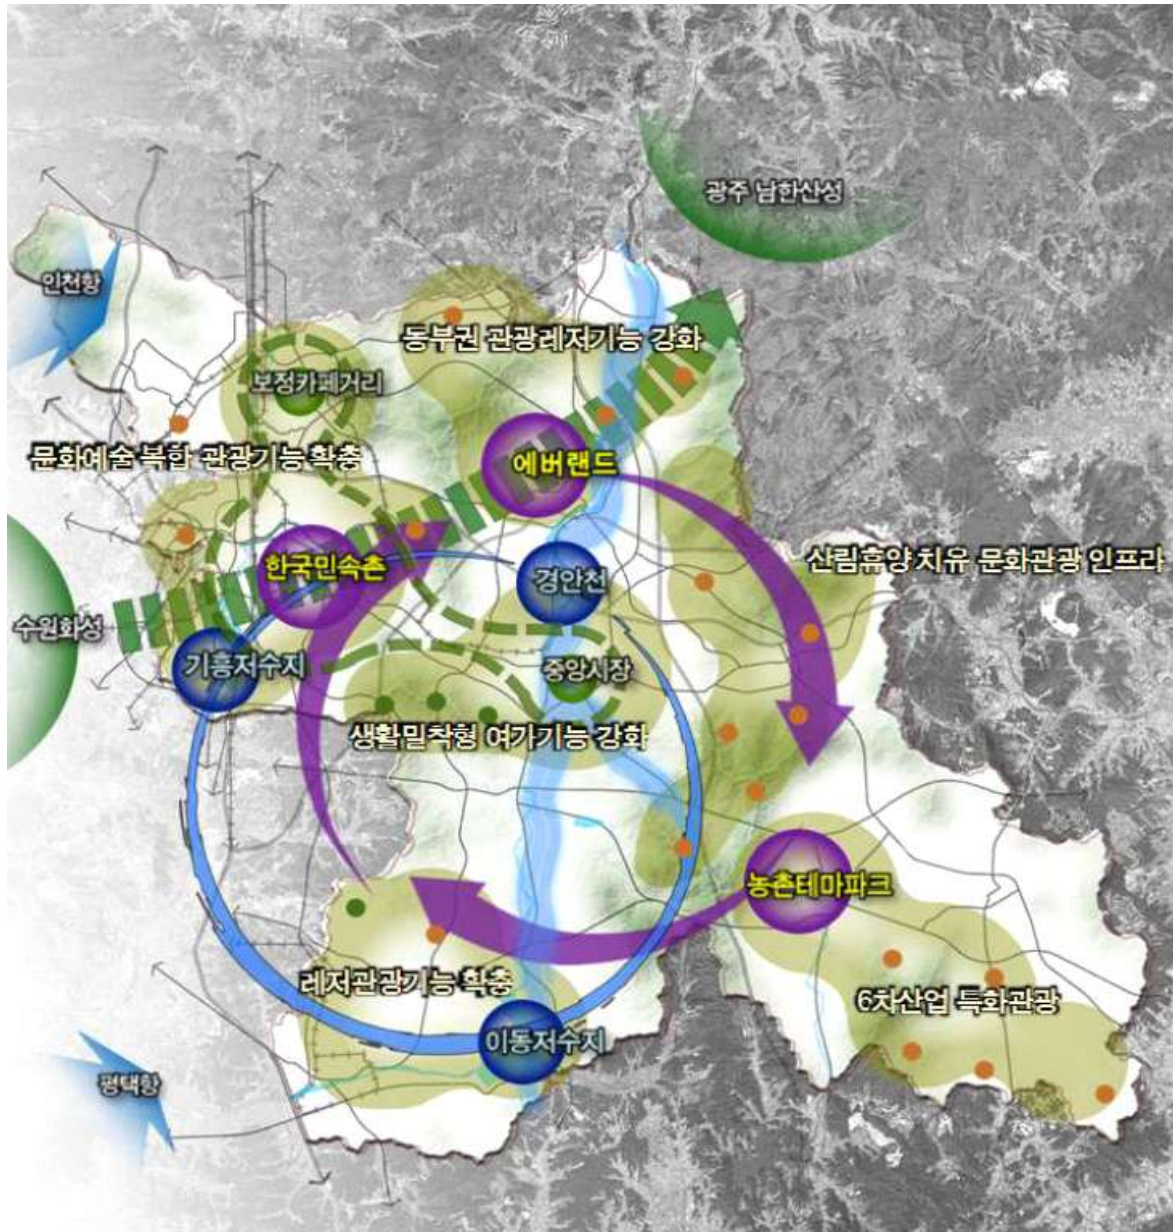 광주 남한산성
인천항
동부권 관광레저기능 강화
보정카페거리
문화예술 복합 관광기능 확충
에버랜드
한국민속촌
경안천
산림휴양 치유 문화관광 인프라
수원화성
기흥저수지
중앙시장
생활밀착형 여가기능 강화
농촌테마파크
레저관광기능 확충
6차산업 특화관광
이동저수지
평택항